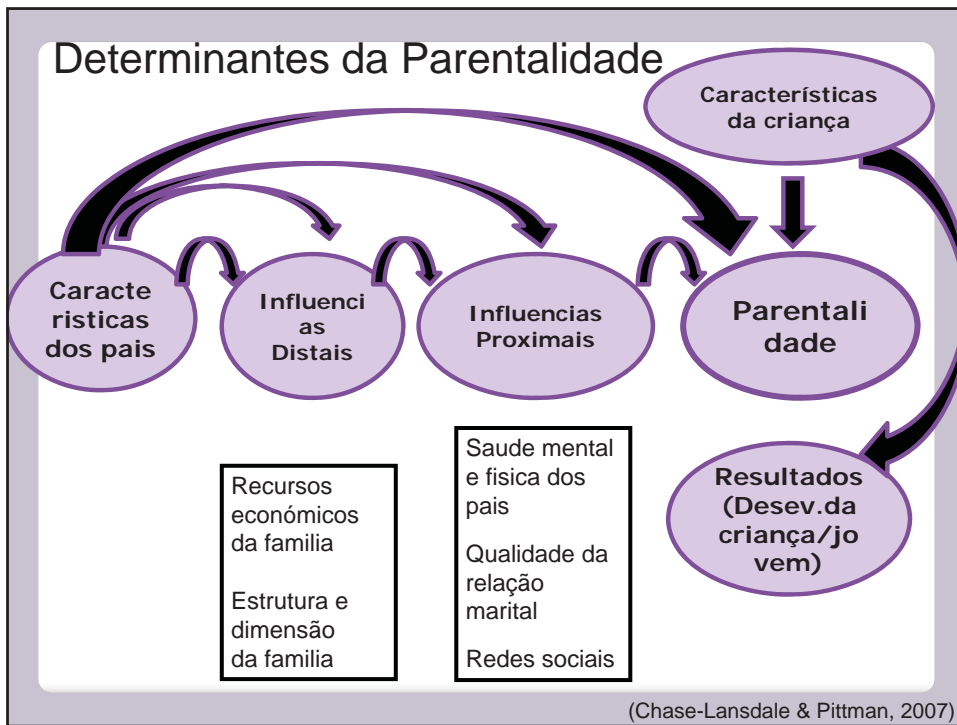 Determinantes da Parentalidade
Características
da criança
Caracte
risticas
dos pais
Influenci
as
Distais
Influencias
Proximais
Parentali
dade
Recursos
económicos
da familia
Estrutura e
dimensão
da familia
Saude mental
e fisica dos
pais
Qualidade da
relação
marital
Redes sociais
Resultados
(Desev.da
criança/jo
vem)
(Chase-Lansdale & Pittman, 2007)